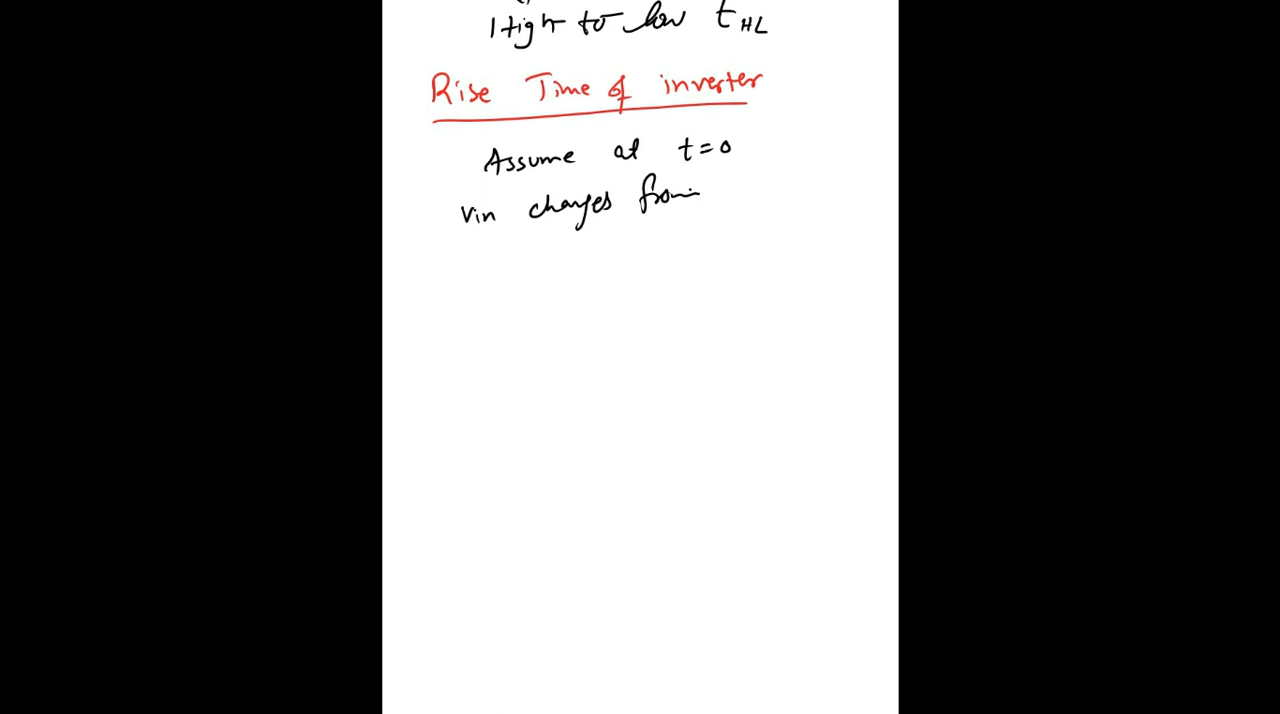 High to low tHL
Rise Time of inverter
Assume at t=0
Vin changes from